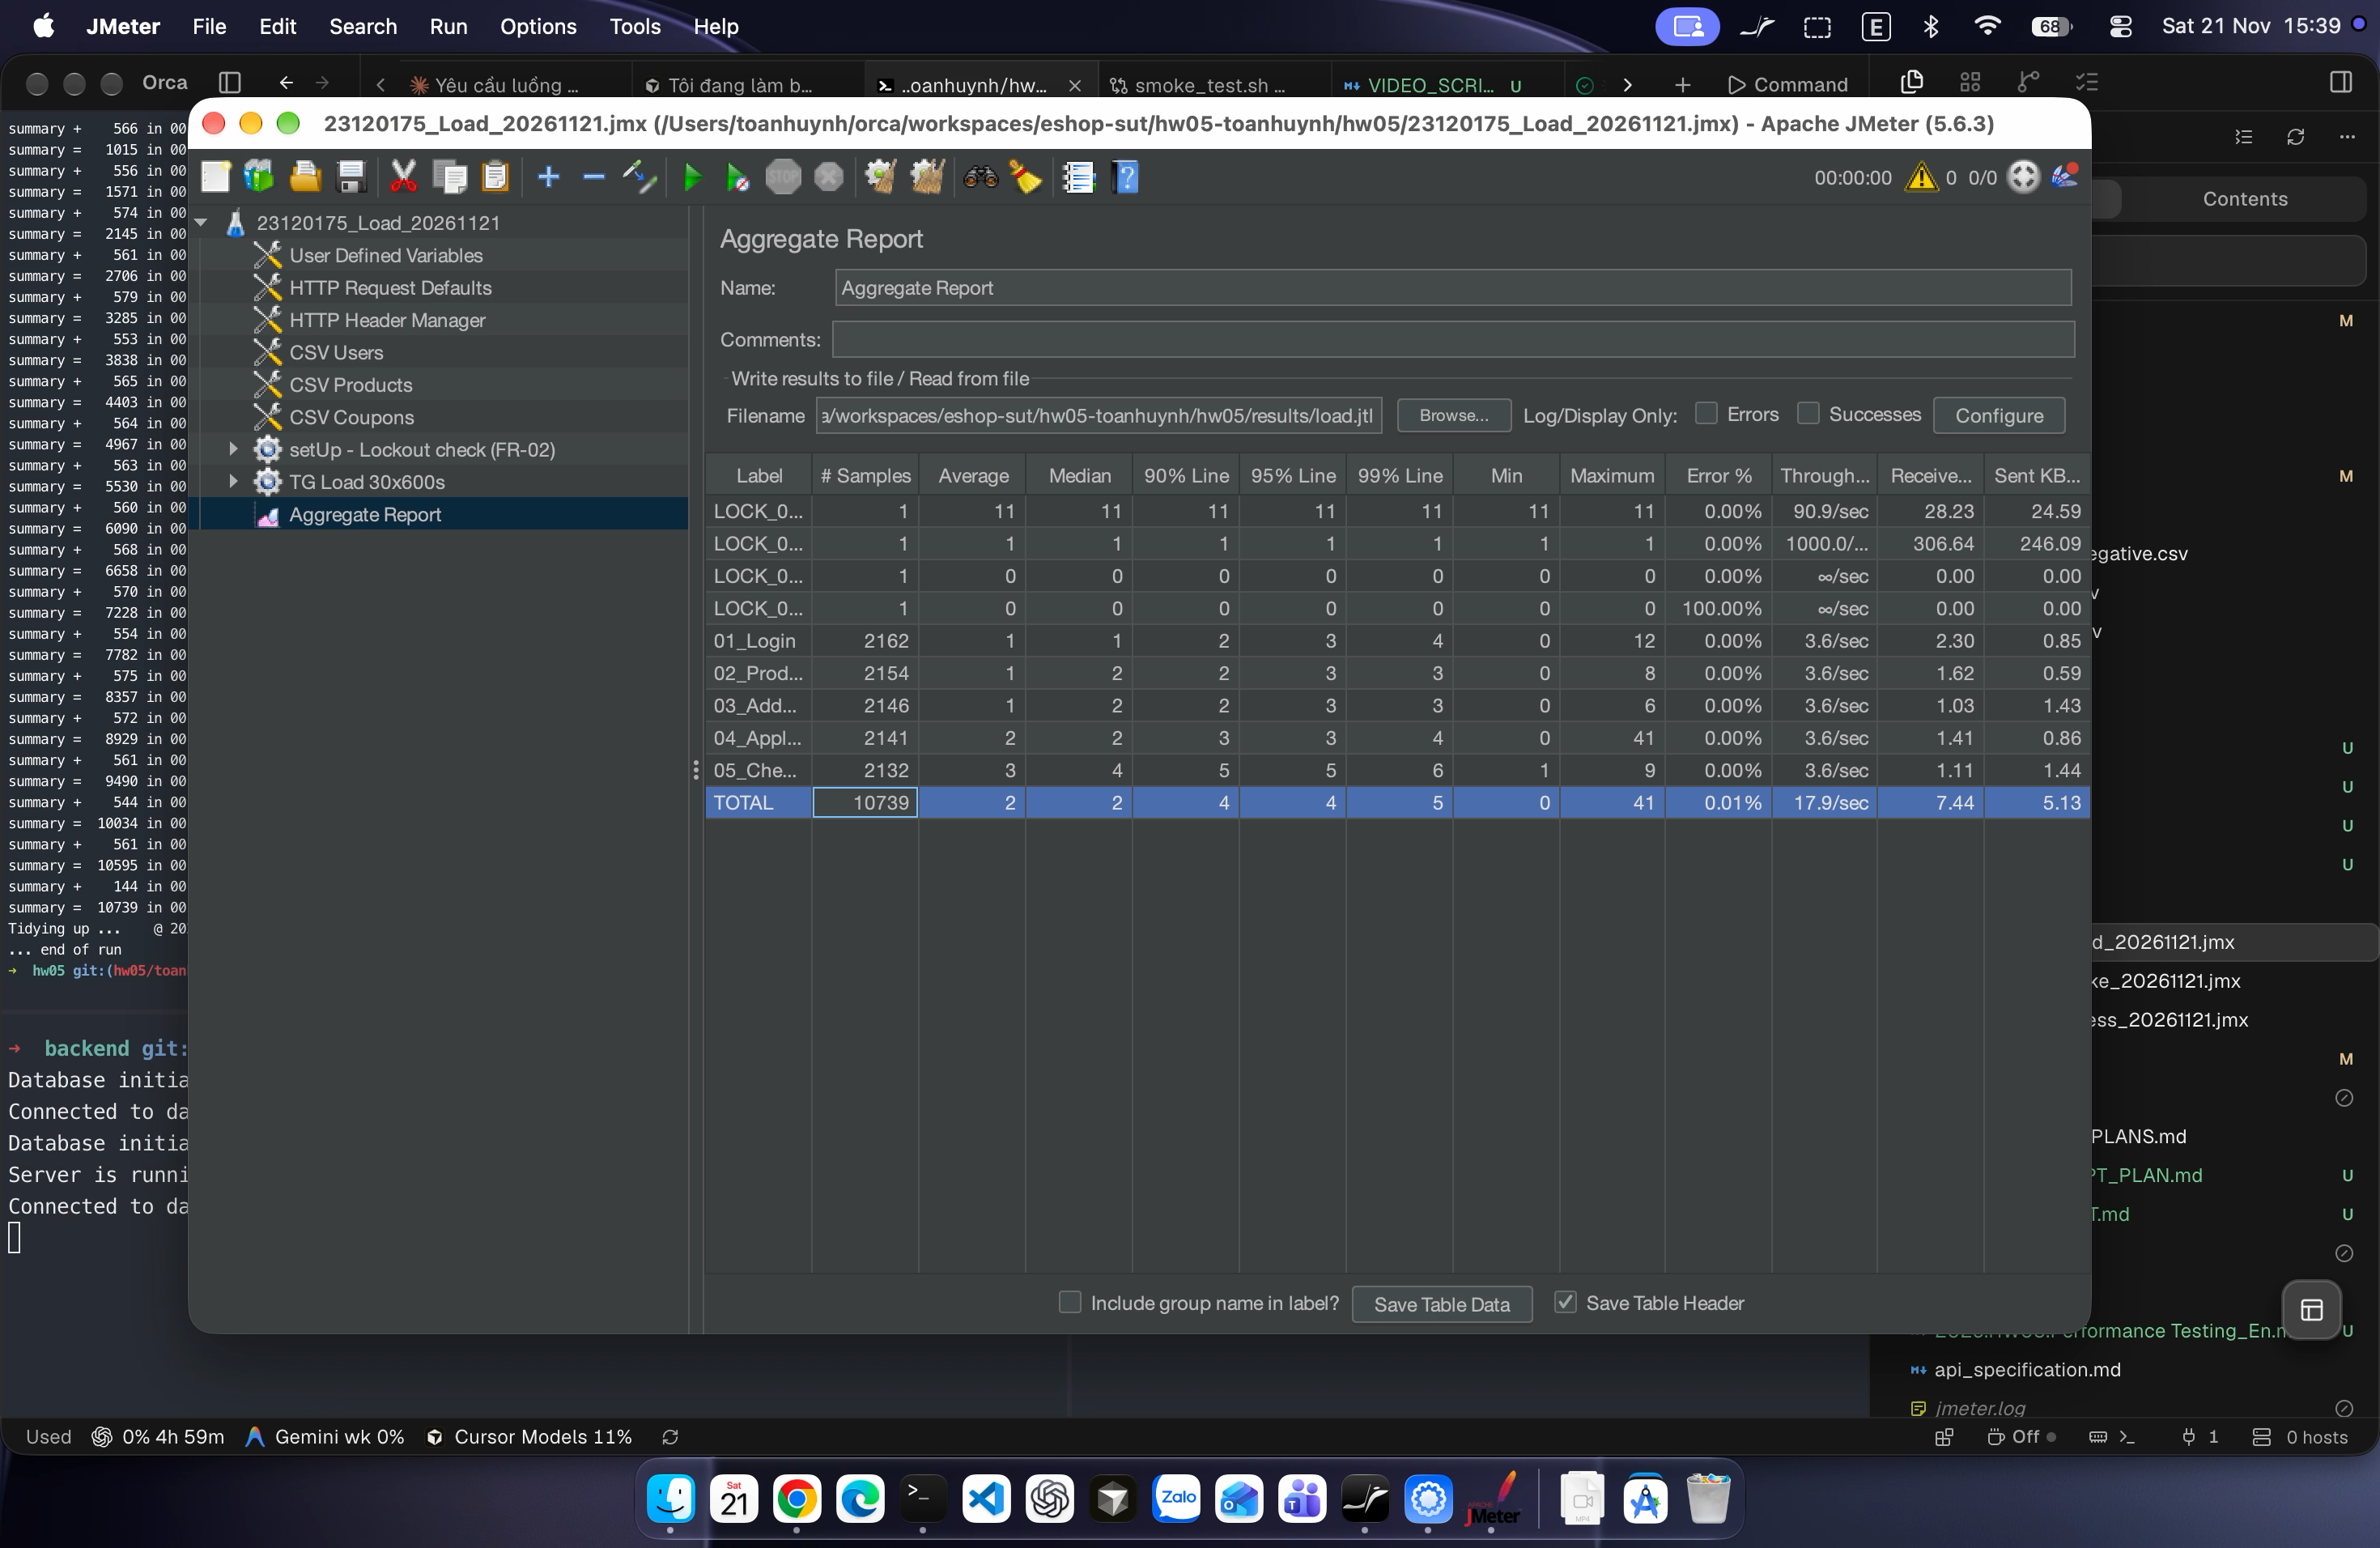 JMeter File Edit Search Run Options Tools Help E 68 Sat 21 Nov 15:39
Orca Yêu cầu luồng ... Tôi đang làm b... ..oanhuynh/hw... smoke_test.sh ... VIDEO_SCRI... U Command
23120175_Load_20261121.jmx (/Users/toanhuynh/orca/workspaces/eshop-sut/hw05-toanhuynh/hw05/23120175_Load_20261121.jmx) - Apache JMeter (5.6.3)
STOP 00:00:00 0 0/0
summary + 566 in 00
summary = 1015 in 00
summary + 556 in 00
summary = 1571 in 00
summary + 574 in 00
summary = 2145 in 00
summary + 561 in 00
summary = 2706 in 00
summary + 579 in 00
summary = 3285 in 00
summary + 553 in 00
summary = 3838 in 00
summary + 565 in 00
summary = 4403 in 00
summary + 564 in 00
summary = 4967 in 00
summary + 563 in 00
summary = 5530 in 00
summary + 560 in 00
summary = 6090 in 00
summary + 568 in 00
summary = 6658 in 00
summary + 570 in 00
summary = 7228 in 00
summary + 554 in 00
summary = 7782 in 00
summary + 575 in 00
summary = 8357 in 00
summary + 572 in 00
summary = 8929 in 00
summary + 561 in 00
summary = 9490 in 00
summary + 544 in 00
summary = 10034 in 00
summary + 561 in 00
summary = 10595 in 00
summary + 144 in 00
summary = 10739 in 00
Tidying up ... @ 20
... end of run
→ hw05 git:(hw05/toan
→ backend git:
Database initia
Connected to da
Database initia
Server is runni
Connected to da
23120175_Load_20261121
User Defined Variables
HTTP Request Defaults
HTTP Header Manager
CSV Users
CSV Products
CSV Coupons
setUp - Lockout check (FR-02)
TG Load 30x600s
Aggregate Report
Aggregate Report
Name: Aggregate Report
Comments:
Write results to file / Read from file
Filename a/workspaces/eshop-sut/hw05-toanhuynh/hw05/results/load.jtl Browse... Log/Display Only: Errors Successes Configure
Label # Samples Average Median 90% Line 95% Line 99% Line Min Maximum Error % Through... Receive... Sent KB...
LOCK_0... 1 11 11 11 11 11 11 11 0.00% 90.9/sec 28.23 24.59
LOCK_0... 1 1 1 1 1 1 1 1 0.00% 1000.0/... 306.64 246.09
LOCK_0... 1 0 0 0 0 0 0 0 0.00% ∞/sec 0.00 0.00
LOCK_0... 1 0 0 0 0 0 0 0 100.00% ∞/sec 0.00 0.00
01_Login 2162 1 1 2 3 4 0 12 0.00% 3.6/sec 2.30 0.85
02_Prod... 2154 1 2 2 3 3 0 8 0.00% 3.6/sec 1.62 0.59
03_Add... 2146 1 2 2 3 3 0 6 0.00% 3.6/sec 1.03 1.43
04_Appl... 2141 2 2 3 3 4 0 41 0.00% 3.6/sec 1.41 0.86
05_Che... 2132 3 4 5 5 6 1 9 0.00% 3.6/sec 1.11 1.44
TOTAL 10739 2 2 4 4 5 0 41 0.01% 17.9/sec 7.44 5.13
Include group name in label? Save Table Data Save Table Header
Contents
M
M
egative.csv
v
v
U
U
U
U
d_20261121.jmx
ke_20261121.jmx
ess_20261121.jmx
M
PLANS.md
PT_PLAN.md U
T.md U
Performance Testing_En.m U
api_specification.md
jmeter.log
Used 0% 4h 59m Gemini wk 0% Cursor Models 11% Off 1 0 hosts
Sat
21
Zalo
JMeter
MP4